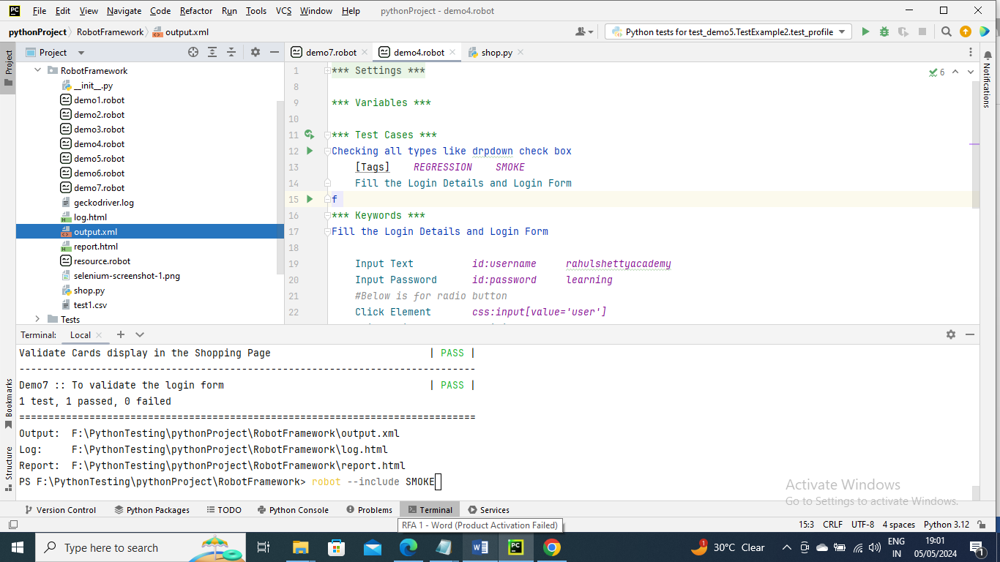 File Edit View Navigate Code Refactor Run Tools VCS Window Help pythonProject - demo4.robot
pythonProject RobotFramework output.xml Python tests for test_demo5.TestExample2.test_profile
Project demo7.robot demo4.robot shop.py
Project
Notifications
Bookmarks
Structure
RobotFramework
__init__.py
demo1.robot
demo2.robot
demo3.robot
demo4.robot
demo5.robot
demo6.robot
demo7.robot
geckodriver.log
log.html
output.xml
report.html
resource.robot
selenium-screenshot-1.png
shop.py
test1.csv
Tests
6
1 *** Settings ***
8
9 *** Variables ***
10
11 *** Test Cases ***
12 Checking all types like drpdown check box
13 [Tags] REGRESSION SMOKE
14 Fill the Login Details and Login Form
15 f
16 *** Keywords ***
17 Fill the Login Details and Login Form
18
19 Input Text id:username rahulshettyacademy
20 Input Password id:password learning
21 #Below is for radio button
22 Click Element css:input[value='user']
Terminal: Local
Validate Cards display in the Shopping Page | PASS |
------------------------------------------------------------------------------
Demo7 :: To validate the login form | PASS |
1 test, 1 passed, 0 failed
==============================================================================
Output: F:\PythonTesting\pythonProject\RobotFramework\output.xml
Log: F:\PythonTesting\pythonProject\RobotFramework\log.html
Report: F:\PythonTesting\pythonProject\RobotFramework\report.html
PS F:\PythonTesting\pythonProject\RobotFramework> robot --include SMOKE
Activate Windows
Go to Settings to activate Windows.
Version Control Python Packages TODO Python Console Problems Terminal Services
RFA 1 - Word (Product Activation Failed)
15:3 CRLF UTF-8 4 spaces Python 3.12
Type here to search
1 30°C Clear
ENG
IN
19:01
05/05/2024
1